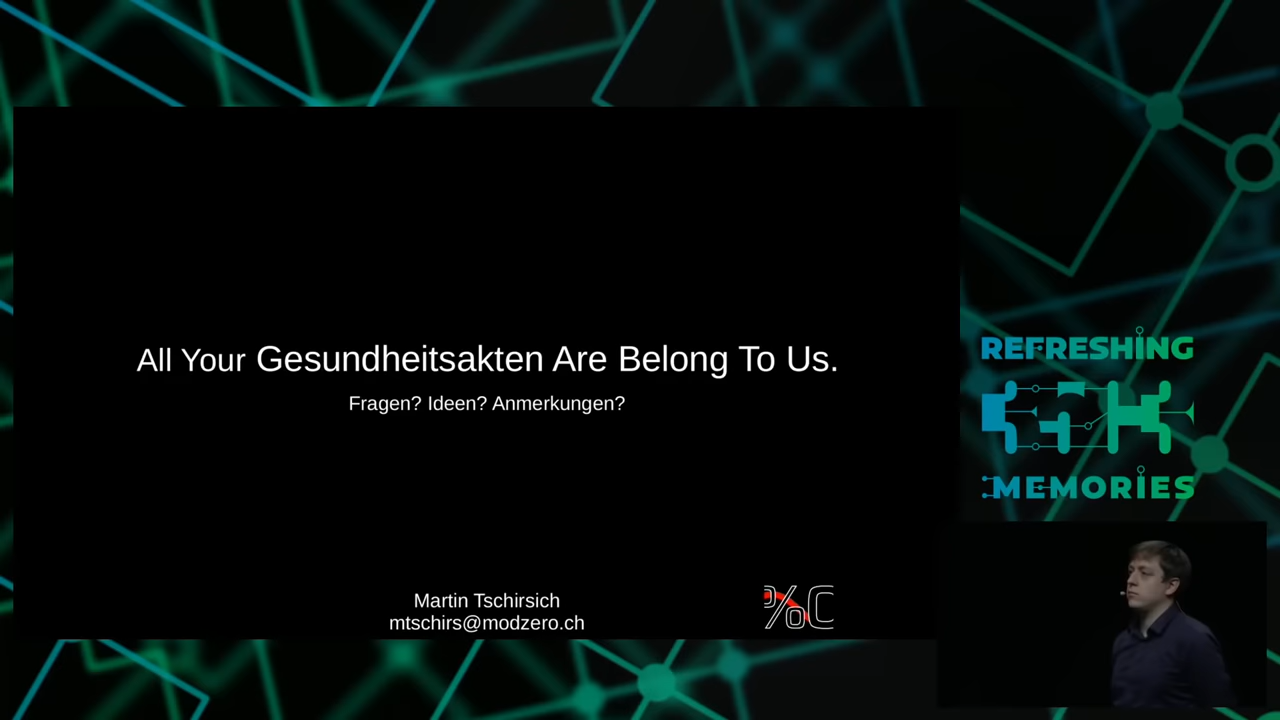 All Your Gesundheitsakten Are Belong To Us.
Fragen? Ideen? Anmerkungen?
Martin Tschirsich
mtschirs@modzero.ch
%C
REFRESHING
MEMORIES